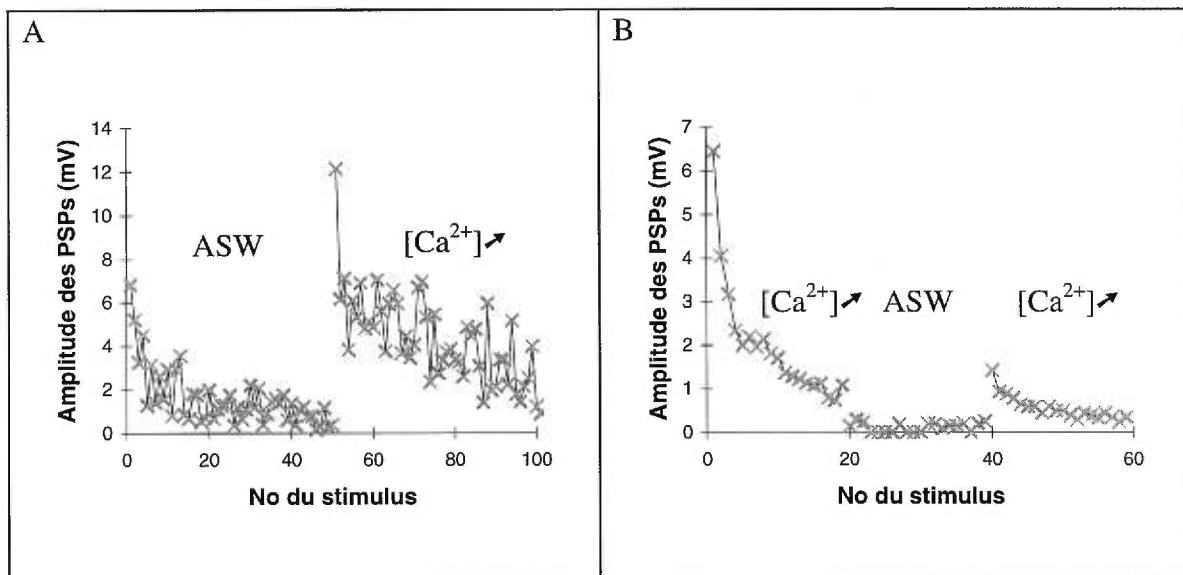 A
Amplitude des PSPs (mV)
14
12
10
8
6
4
2
0
ASW
[Ca²⁺]➚
0 20 40 60 80 100
No du stimulus
B
Amplitude des PSPs (mV)
7
6
5
4
3
2
1
0
[Ca²⁺]➚ ASW [Ca²⁺]➚
0 20 40 60
No du stimulus